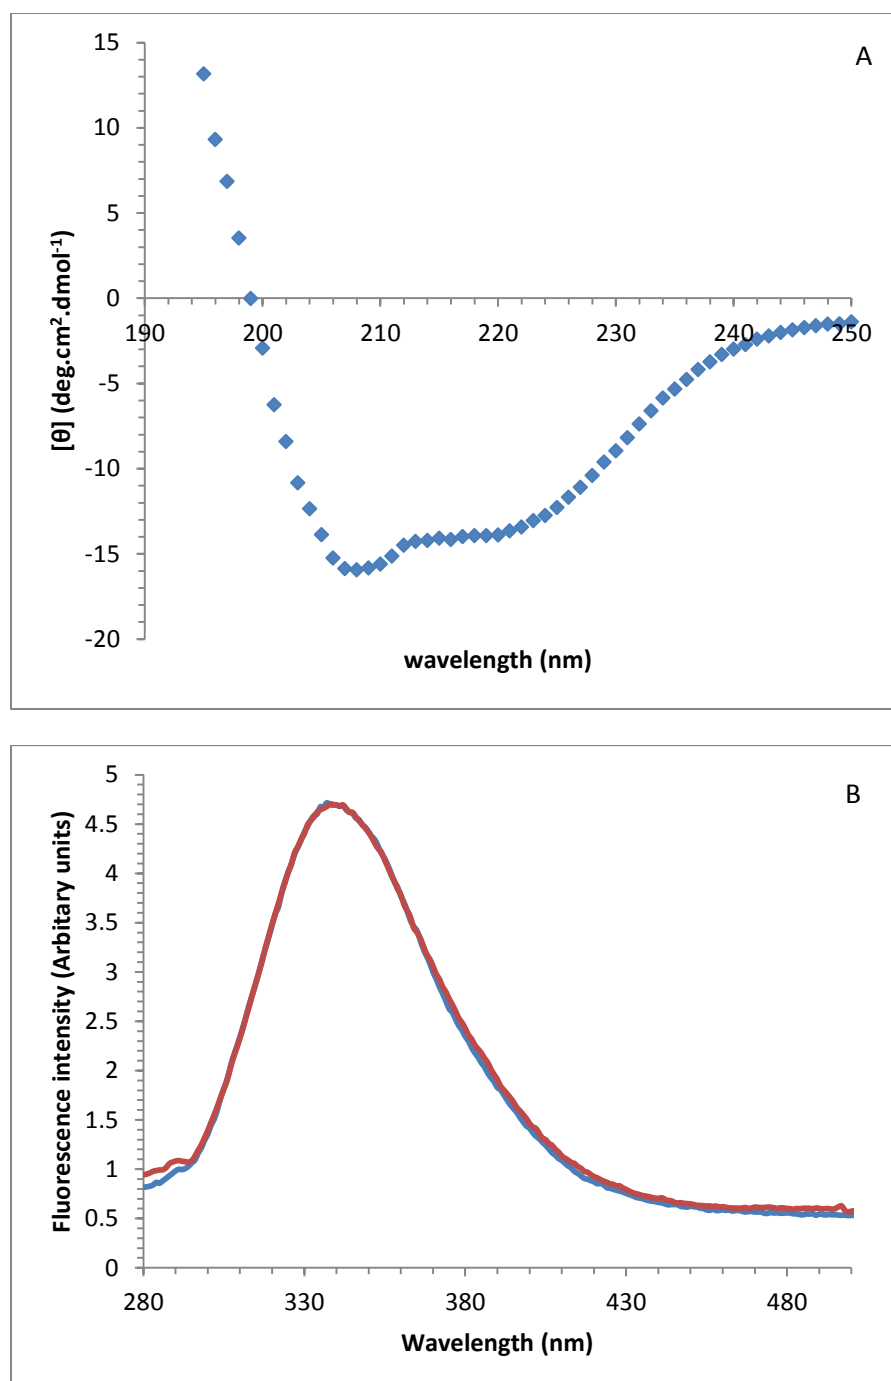 A
15
10
5
0
190 200 210 220 230 240 250
-5
-10
-15
-20
[θ] (deg.cm².dmol⁻¹)
wavelength (nm)
B
5
4.5
4
3.5
3
2.5
2
1.5
1
0.5
0
Fluorescence intensity (Arbitary units)
280 330 380 430 480
Wavelength (nm)